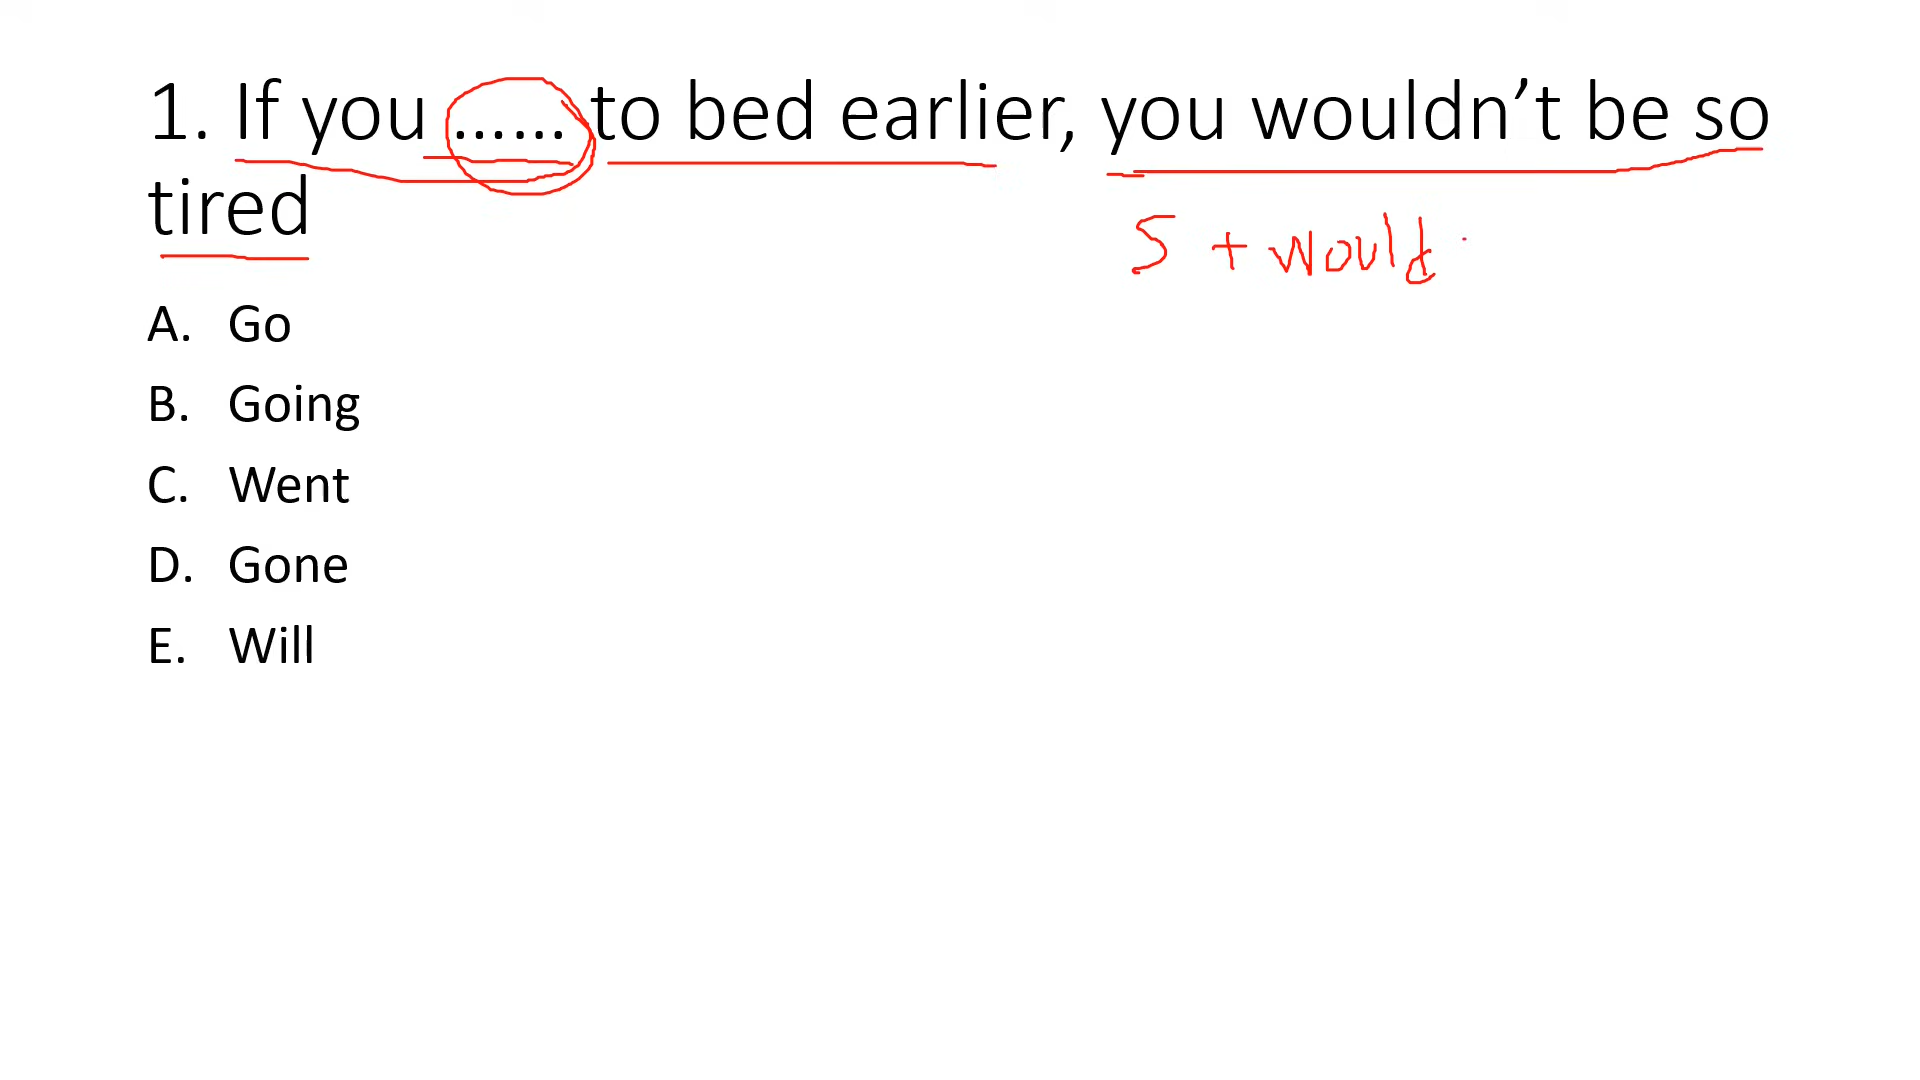 1. If you ...... to bed earlier, you wouldn't be so
tired
S + would
A. Go
B. Going
C. Went
D. Gone
E. Will